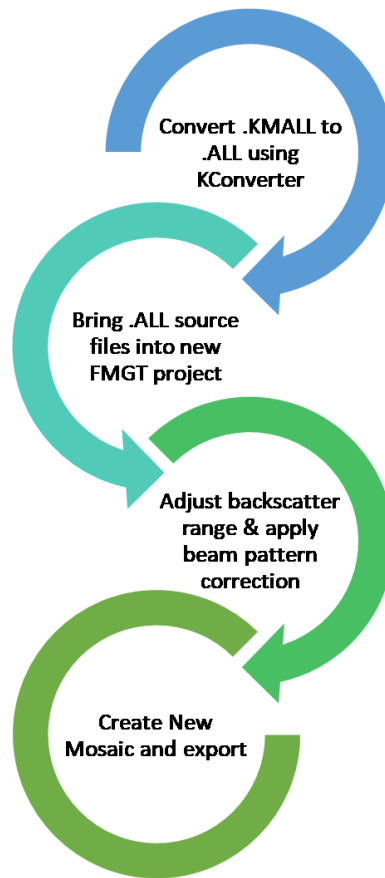 Convert .KMALL to
.ALL using
KConverter
Bring .ALL source
files into new
FMGT project
Adjust backscatter
range & apply
beam pattern
correction
Create New
Mosaic and export